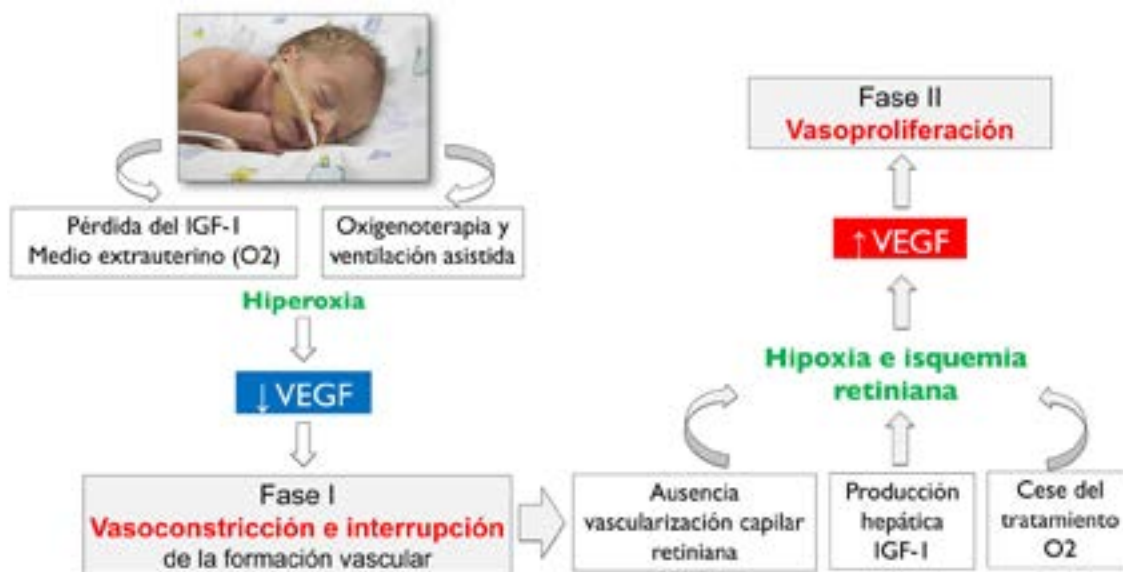 Pérdida del IGF-1
Medio extrauterino (O2)
Oxigenoterapia y
ventilación asistida
Hiperoxia
↓ VEGF
Fase I
Vasoconstricción e interrupción
de la formación vascular
Ausencia
vascularización capilar
retiniana
Producción
hepática
IGF-1
Cese del
tratamiento
O2
Hipoxia e isquemia
retiniana
↑ VEGF
Fase II
Vasoproliferación